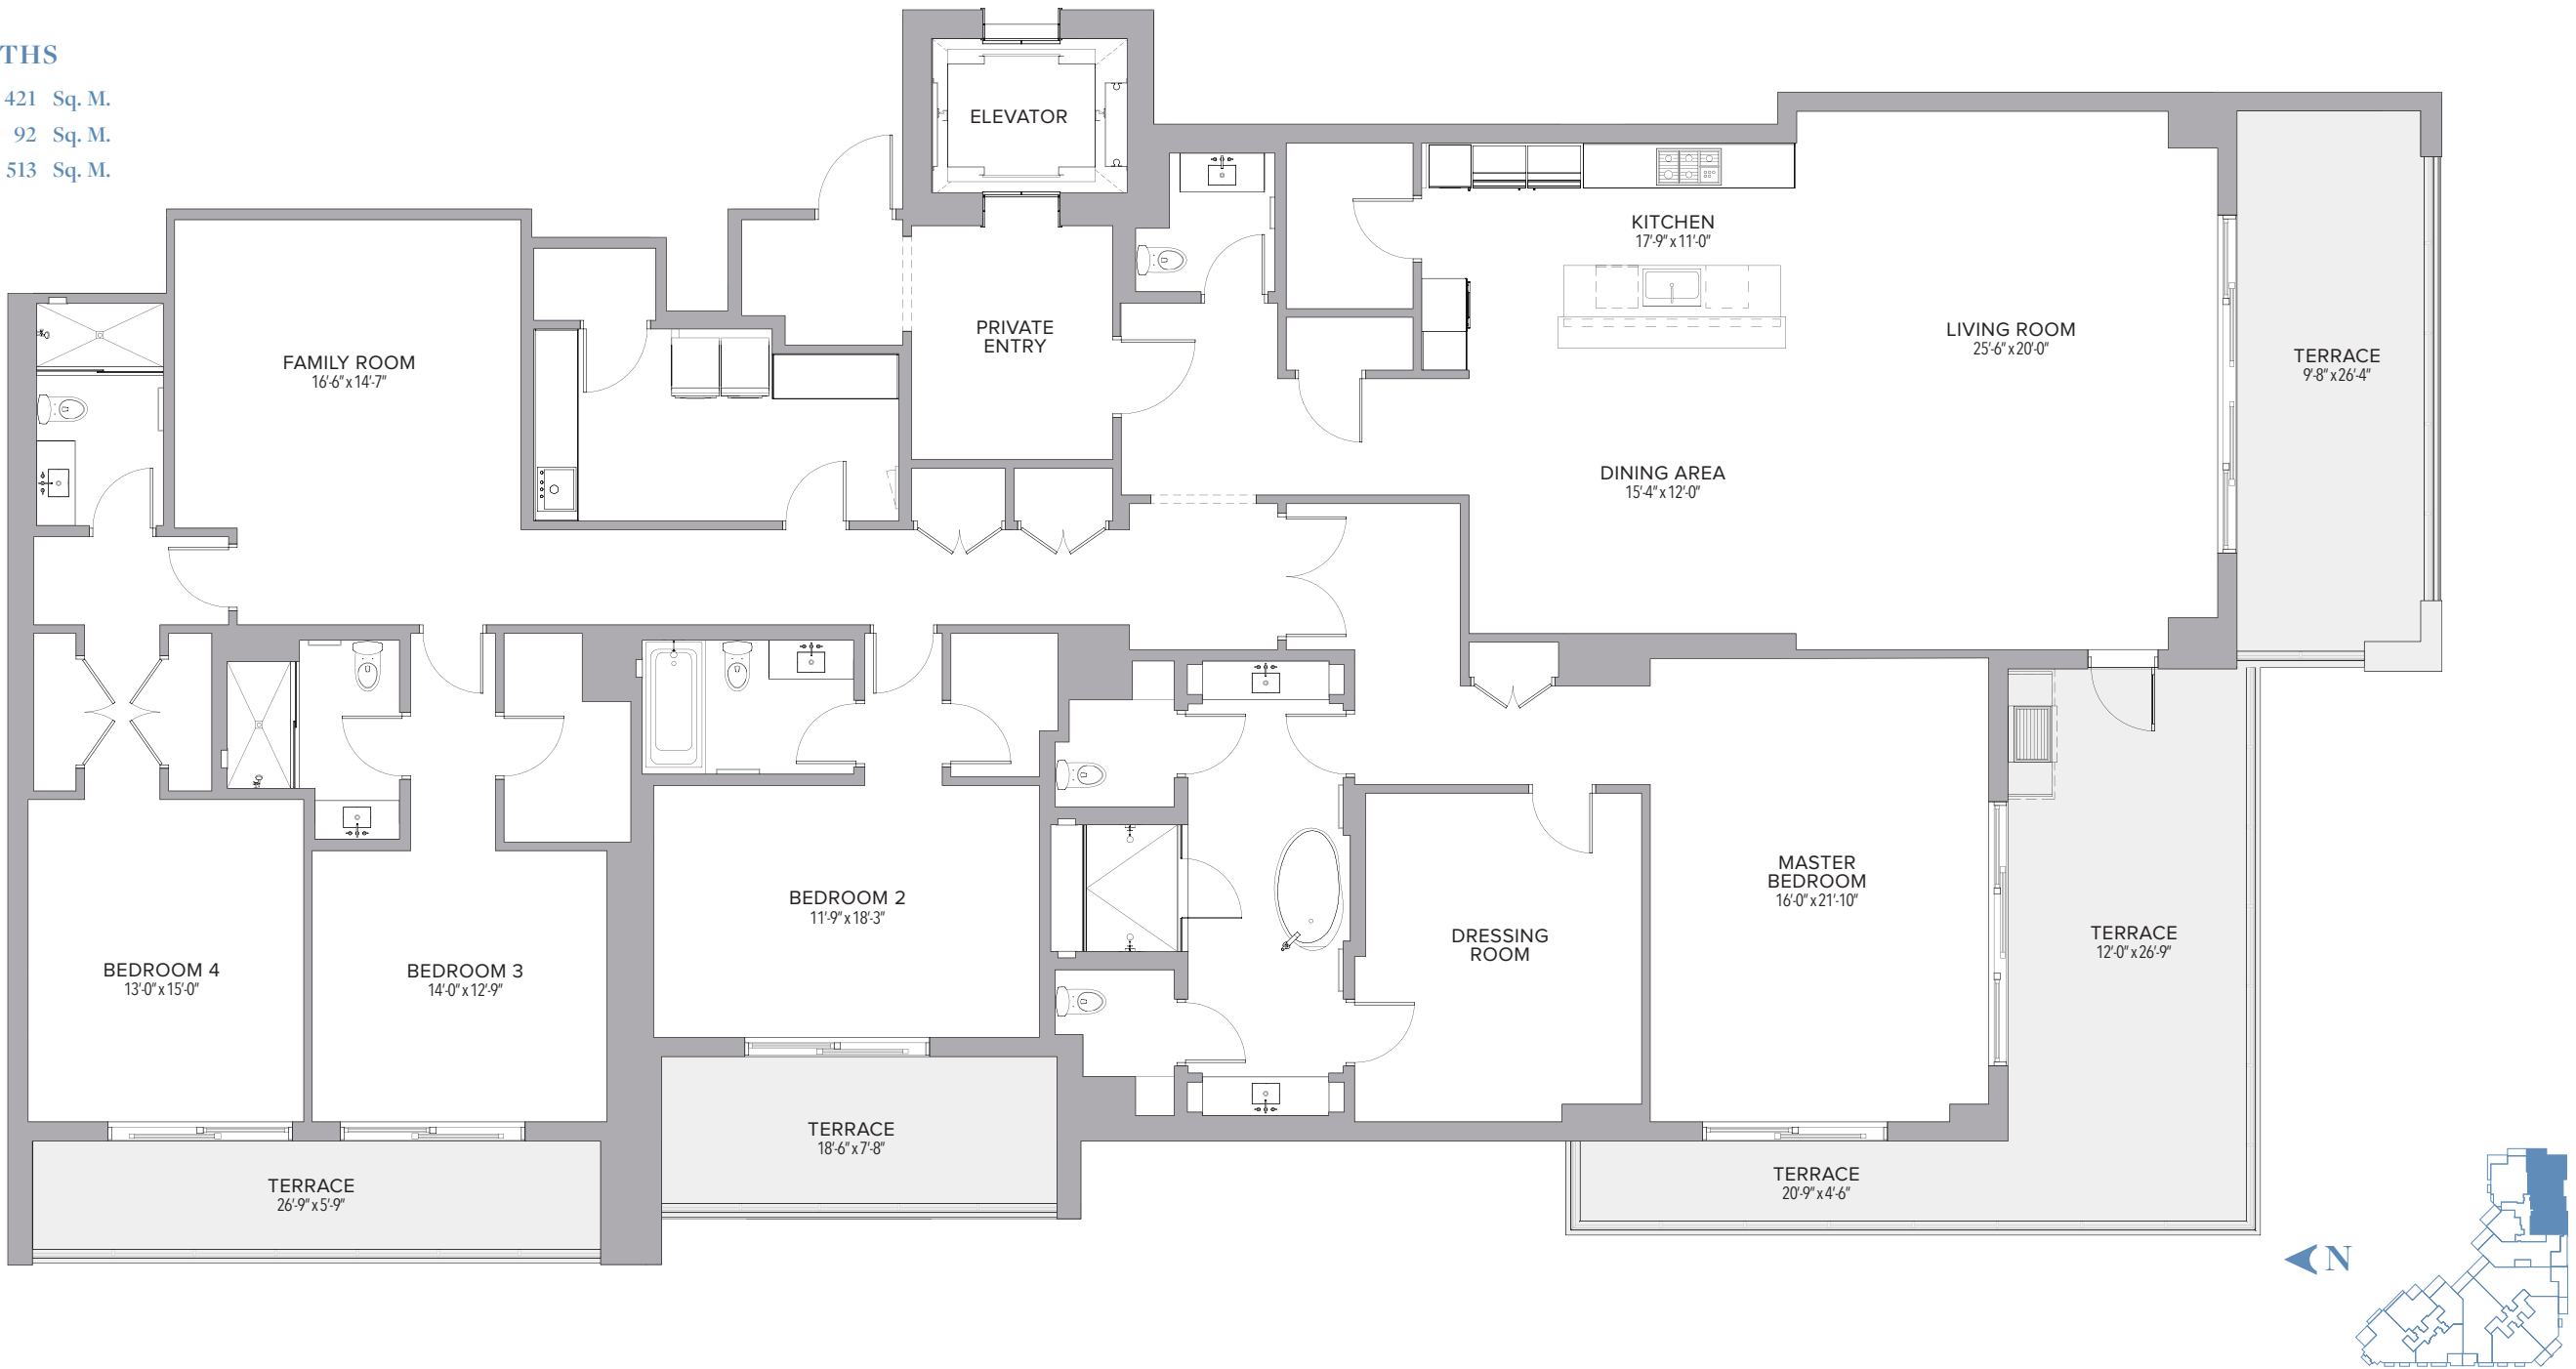 THS
421 Sq. M.
92 Sq. M.
513 Sq. M.
ELEVATOR
KITCHEN
17'-9" x 11'-0"
PRIVATE
ENTRY
LIVING ROOM
25'-6" x 20'-0"
TERRACE
9'-8" x 26'-4"
FAMILY ROOM
16'-6" x 14'-7"
DINING AREA
15'-4" x 12'-0"
MASTER
BEDROOM
16'-0" x 21'-10"
BEDROOM 2
11'-9" x 18'-3"
DRESSING
ROOM
TERRACE
12'-0" x 26'-9"
BEDROOM 4
13'-0" x 15'-0"
BEDROOM 3
14'-0" x 12'-9"
TERRACE
18'-6" x 7'-8"
TERRACE
26'-9" x 5'-9"
TERRACE
20'-9" x 4'-6"
N